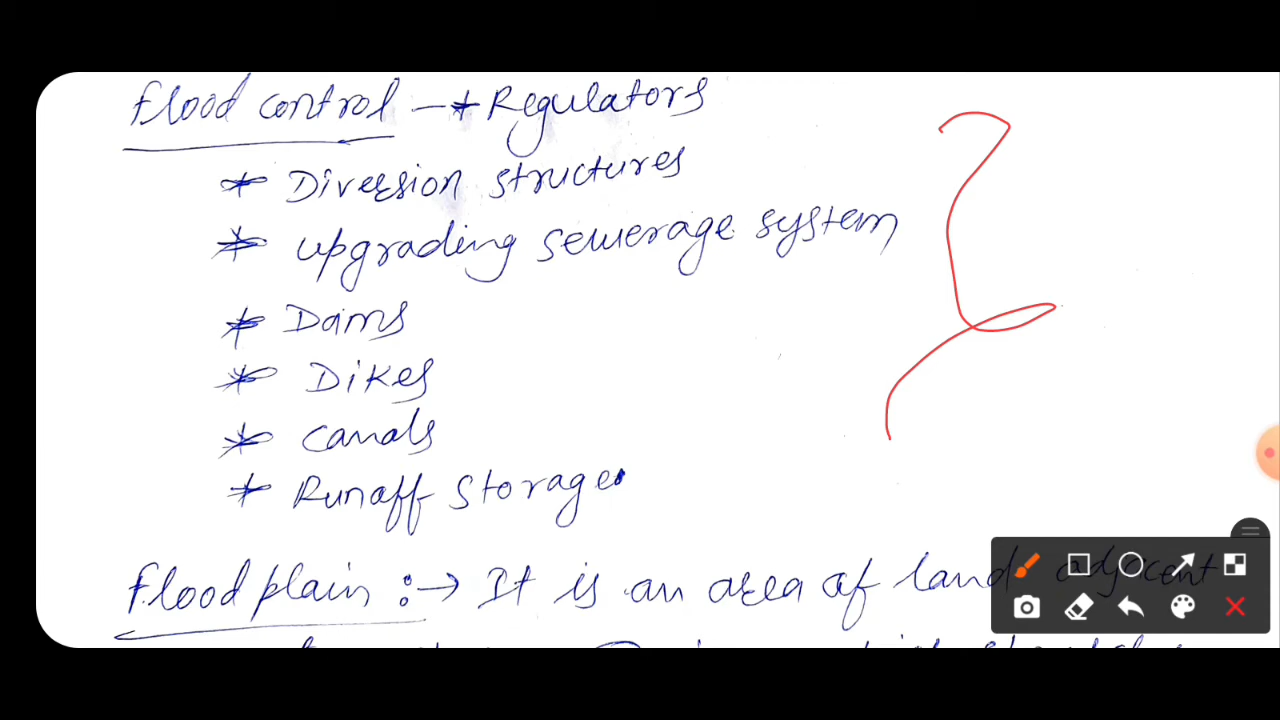 Flood control — * Regulators
* Diversion structures
* upgrading sewerage system
* Dams
* Dikes
* canals
* Runoff storage
Flood plain :→ It is an area of land adjacent